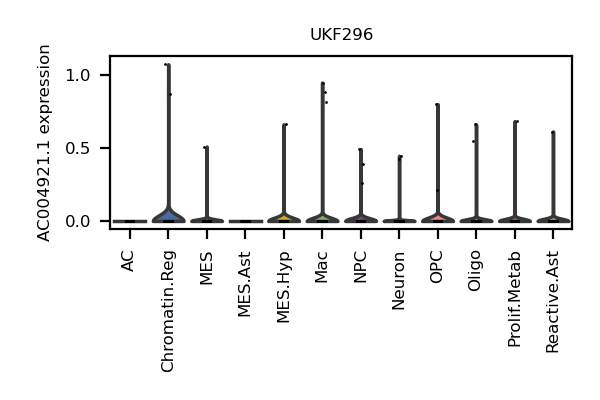 UKF296
AC004921.1 expression
1.0
0.5
0.0
AC
Chromatin.Reg
MES
MES.Ast
MES.Hyp
Mac
NPC
Neuron
OPC
Oligo
Prolif.Metab
Reactive.Ast